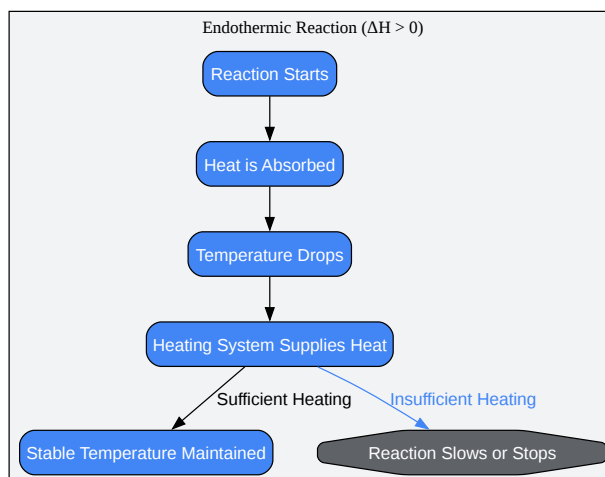 Endothermic Reaction (ΔH > 0)
Reaction Starts
Heat is Absorbed
Temperature Drops
Heating System Supplies Heat
Sufficient Heating
Insufficient Heating
Stable Temperature Maintained
Reaction Slows or Stops